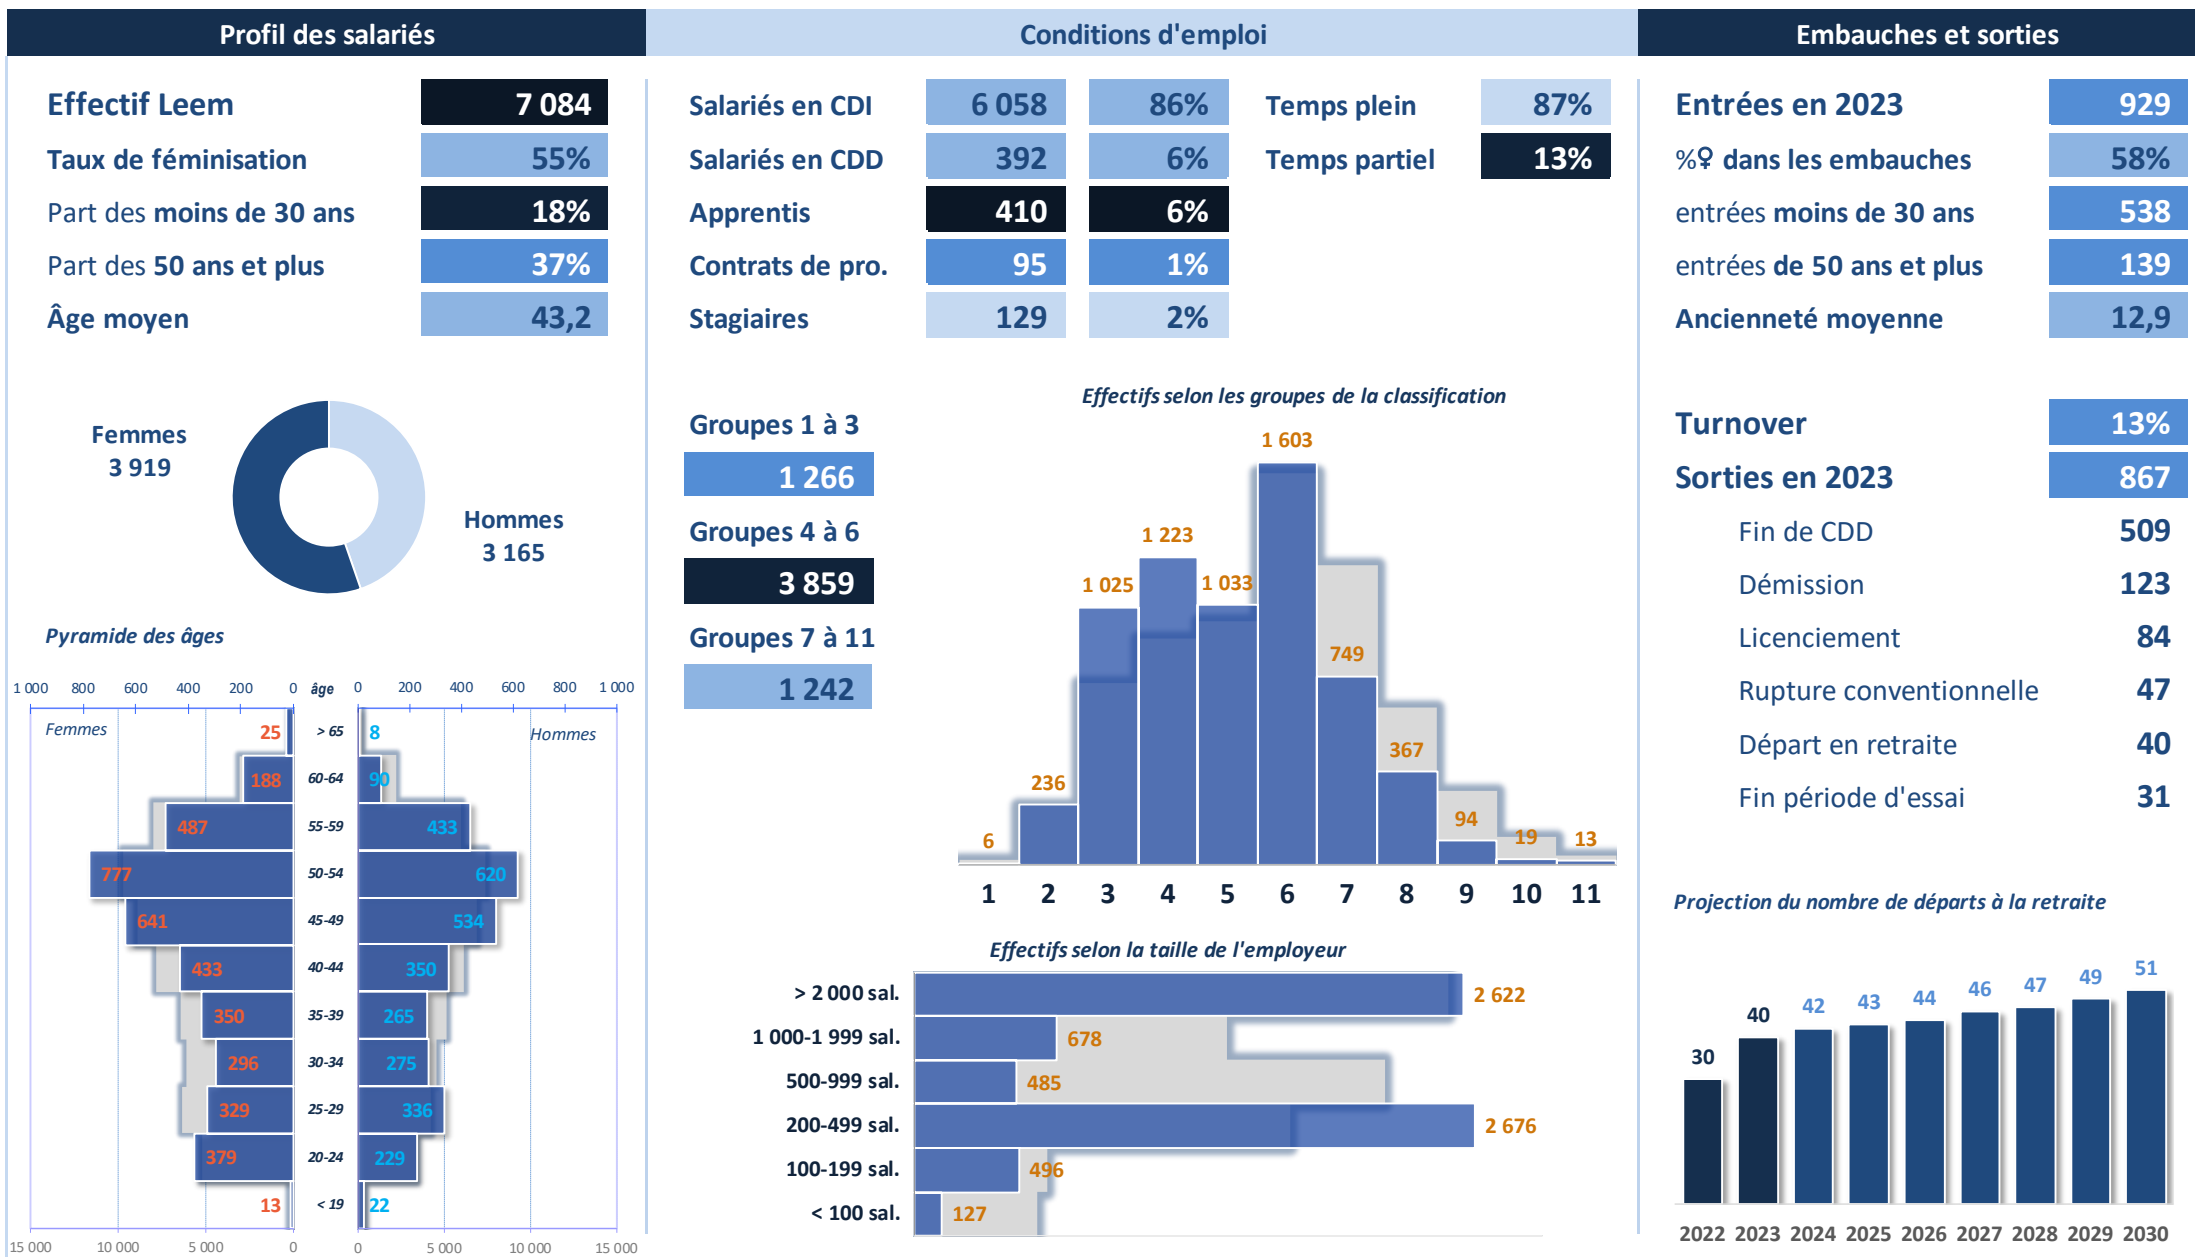 Profil des salariés
Effectif Leem 7 084
Taux de féminisation 55%
Part des moins de 30 ans 18%
Part des 50 ans et plus 37%
Âge moyen 43,2
Femmes
3 919
Hommes
3 165
Pyramide des âges
1 000 800 600 400 200 0 âge 0 200 400 600 800 1 000
Femmes Hommes
25 > 65 8
188 60-64 90
487 55-59 433
777 50-54 620
641 45-49 534
433 40-44 350
350 35-39 265
296 30-34 275
329 25-29 336
379 20-24 229
13 < 19 22
15 000 10 000 5 000 0 0 5 000 10 000 15 000
Conditions d'emploi
Salariés en CDI 6 058 86%
Salariés en CDD 392 6%
Apprentis 410 6%
Contrats de pro. 95 1%
Stagiaires 129 2%
Temps plein 87%
Temps partiel 13%
Groupes 1 à 3
1 266
Groupes 4 à 6
3 859
Groupes 7 à 11
1 242
Effectifs selon les groupes de la classification
6 236 1 025 1 223 1 033 1 603 749 367 94 19 13
1 2 3 4 5 6 7 8 9 10 11
Effectifs selon la taille de l'employeur
> 2 000 sal. 2 622
1 000-1 999 sal. 678
500-999 sal. 485
200-499 sal. 2 676
100-199 sal. 496
< 100 sal. 127
Embauches et sorties
Entrées en 2023 929
%♀ dans les embauches 58%
entrées moins de 30 ans 538
entrées de 50 ans et plus 139
Ancienneté moyenne 12,9
Turnover 13%
Sorties en 2023 867
Fin de CDD 509
Démission 123
Licenciement 84
Rupture conventionnelle 47
Départ en retraite 40
Fin période d'essai 31
Projection du nombre de départs à la retraite
30 40 42 43 44 46 47 49 51
2022 2023 2024 2025 2026 2027 2028 2029 2030